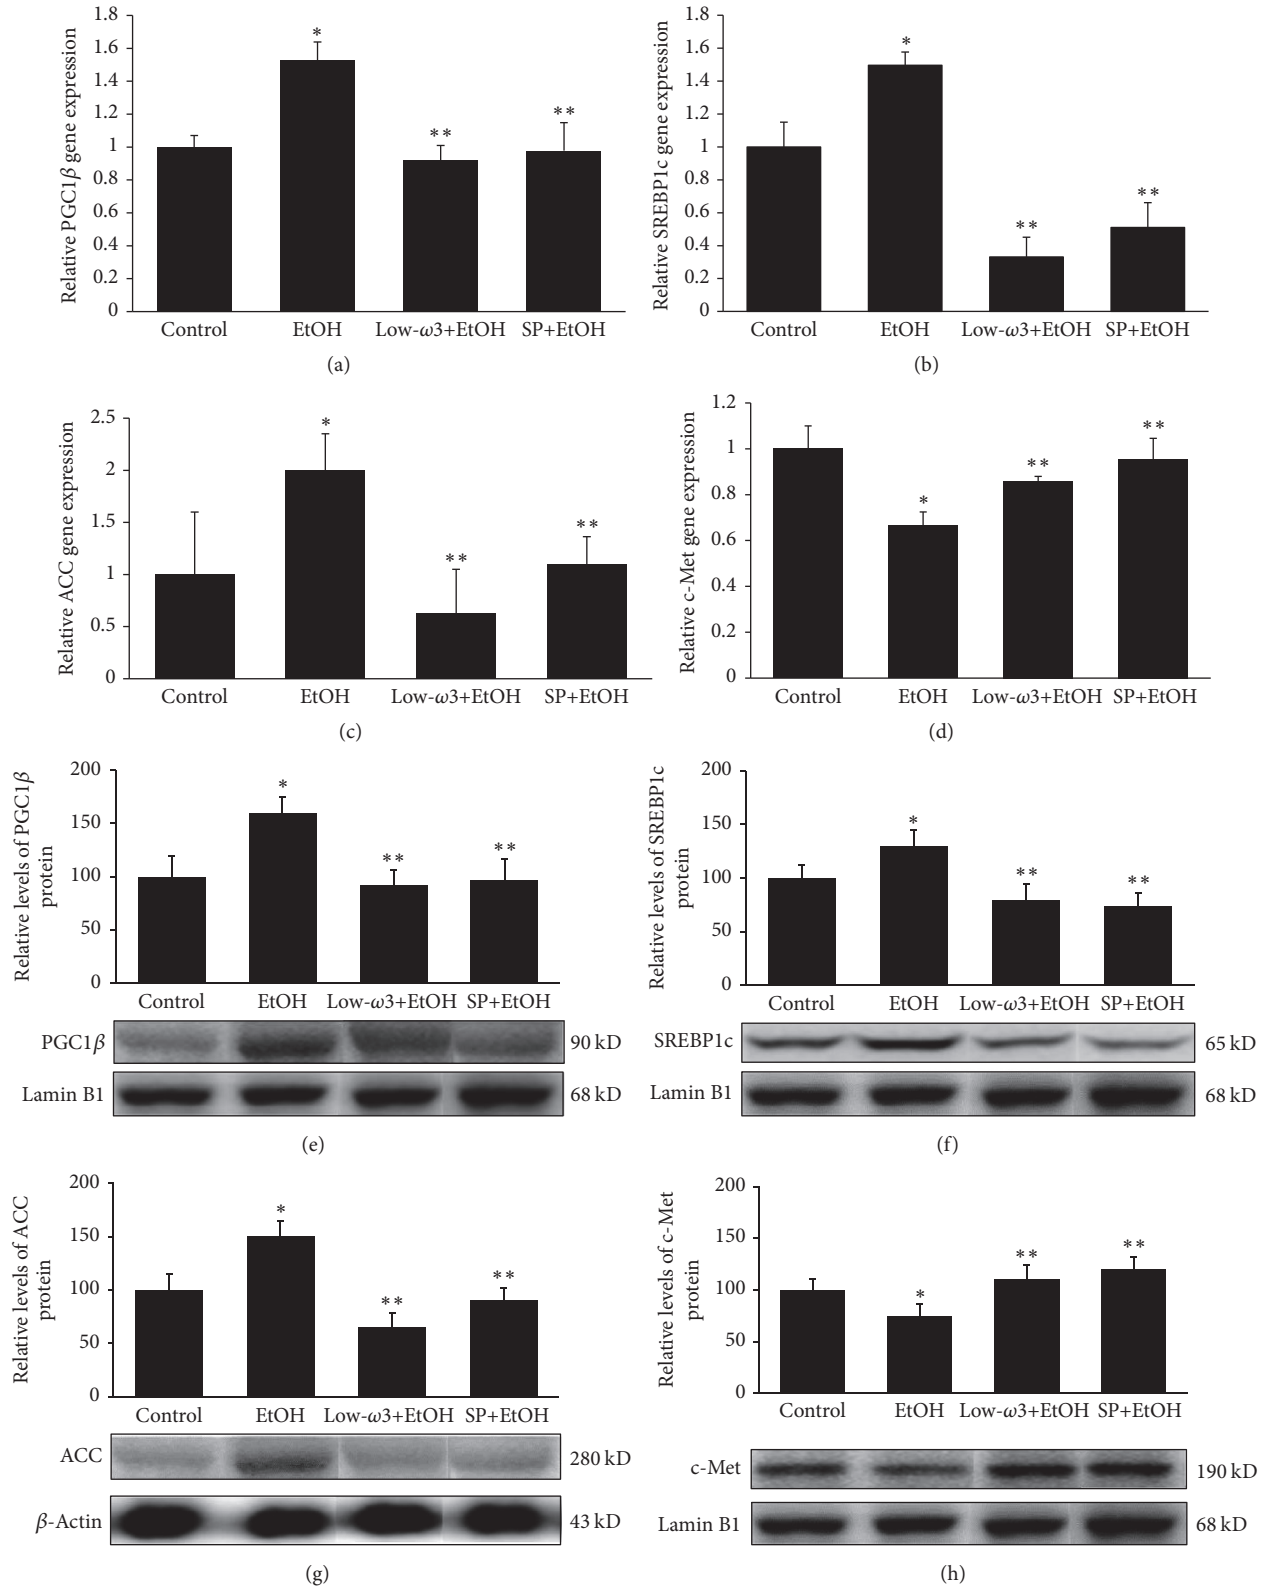 Relative PGC1β gene expression
1.8
1.6
1.4
1.2
1
0.8
0.6
0.4
0.2
0
*
**
**
Control EtOH Low-ω3+EtOH SP+EtOH
(a)
Relative SREBP1c gene expression
1.8
1.6
1.4
1.2
1
0.8
0.6
0.4
0.2
0
*
**
**
Control EtOH Low-ω3+EtOH SP+EtOH
(b)
Relative ACC gene expression
2.5
2
1.5
1
0.5
0
*
**
**
Control EtOH Low-ω3+EtOH SP+EtOH
(c)
Relative c-Met gene expression
1.2
1
0.8
0.6
0.4
0.2
0
*
**
**
Control EtOH Low-ω3+EtOH SP+EtOH
(d)
Relative levels of PGC1β
protein
200
150
100
50
0
*
**
**
Control EtOH Low-ω3+EtOH SP+EtOH
PGC1β 90 kD
Lamin B1 68 kD
(e)
Relative levels of SREBP1c
protein
200
150
100
50
0
*
**
**
Control EtOH Low-ω3+EtOH SP+EtOH
SREBP1c 65 kD
Lamin B1 68 kD
(f)
Relative levels of ACC
protein
200
150
100
50
0
*
**
**
Control EtOH Low-ω3+EtOH SP+EtOH
ACC 280 kD
β-Actin 43 kD
(g)
Relative levels of c-Met
protein
200
150
100
50
0
*
**
**
Control EtOH Low-ω3+EtOH SP+EtOH
c-Met 190 kD
Lamin B1 68 kD
(h)